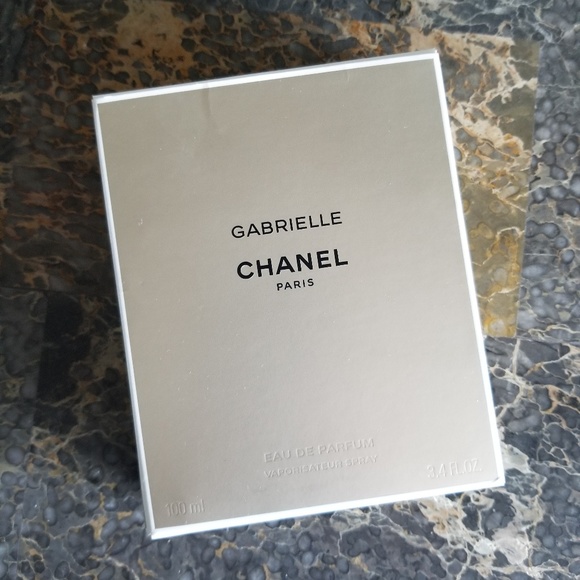 GABRIELLE
CHANEL
PARIS
EAU DE PARFUM
VAPORISATEUR SPRAY
100 ml
3.4 FL.OZ.